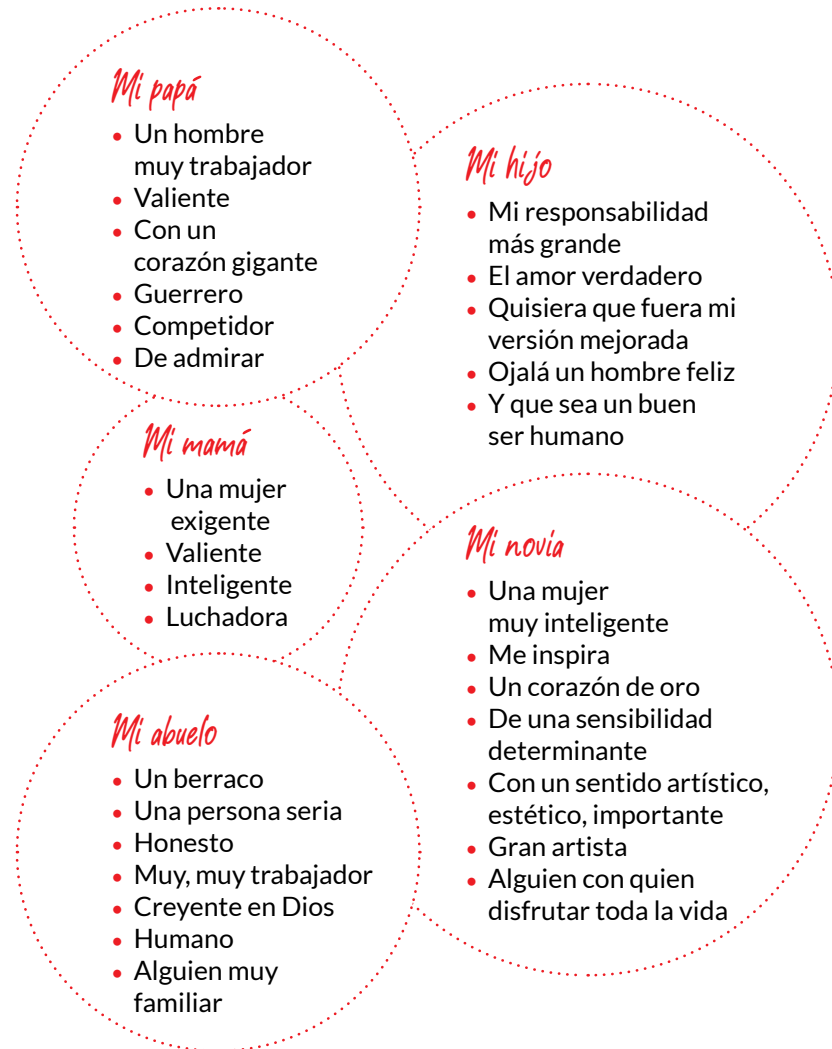 Mi papá
• Un hombre
muy trabajador
• Valiente
• Con un
corazón gigante
• Guerrero
• Competidor
• De admirar
Mi hijo
• Mi responsabilidad
más grande
• El amor verdadero
• Quisiera que fuera mi
versión mejorada
• Ojalá un hombre feliz
• Y que sea un buen
ser humano
Mi mamá
• Una mujer
exigente
• Valiente
• Inteligente
• Luchadora
Mi novia
• Una mujer
muy inteligente
• Me inspira
• Un corazón de oro
• De una sensibilidad
determinante
• Con un sentido artístico,
estético, importante
• Gran artista
• Alguien con quien
disfrutar toda la vida
Mi abuelo
• Un berraco
• Una persona seria
• Honesto
• Muy, muy trabajador
• Creyente en Dios
• Humano
• Alguien muy
familiar